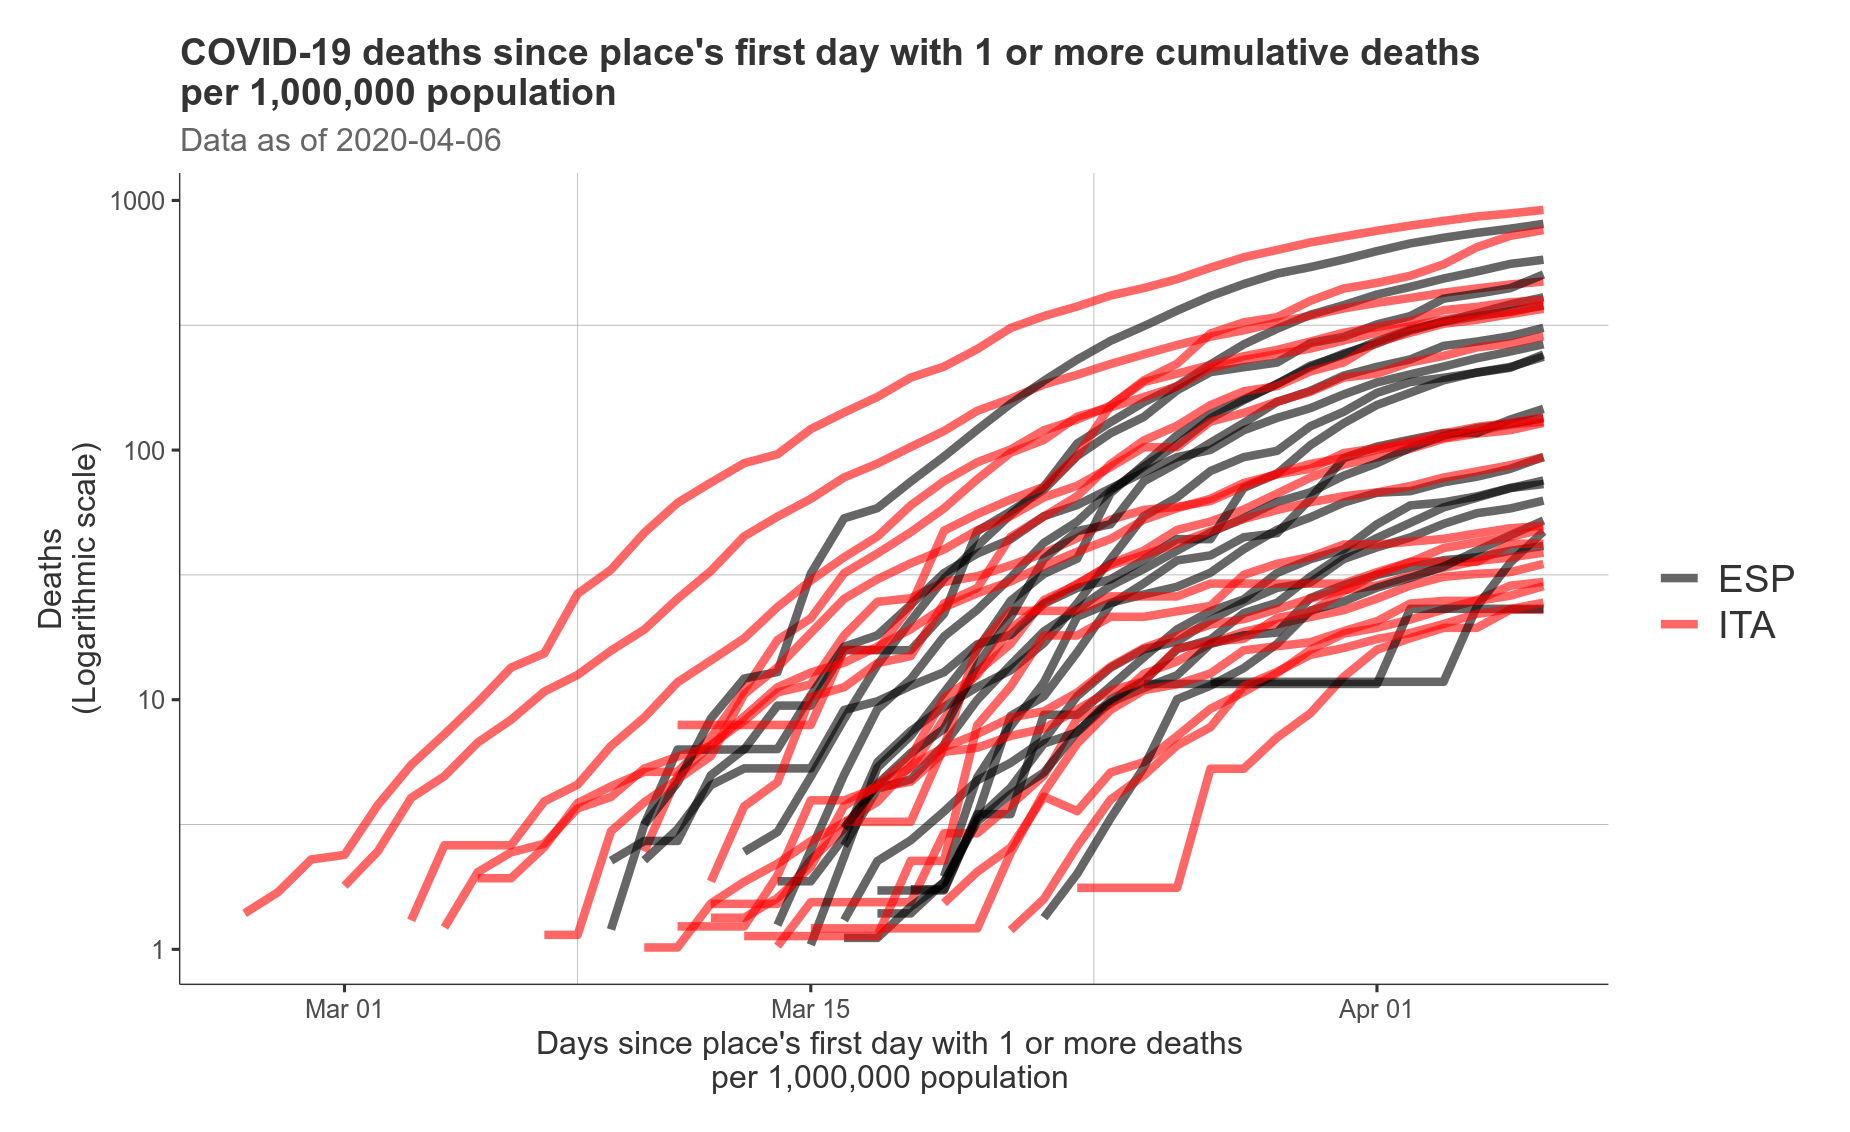 COVID-19 deaths since place's first day with 1 or more cumulative deaths
per 1,000,000 population
Data as of 2020-04-06
Deaths
(Logarithmic scale)
1000
100
10
1
Mar 01
Mar 15
Apr 01
Days since place's first day with 1 or more deaths
per 1,000,000 population
ESP
ITA